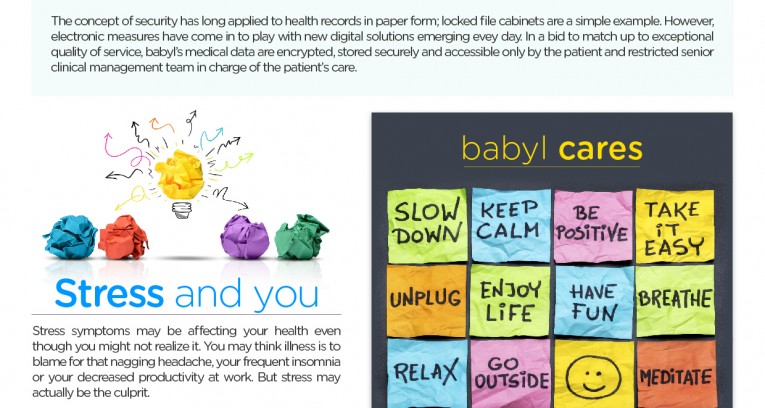 The concept of security has long applied to health records in paper form; locked file cabinets are a simple example. However,
electronic measures have come in to play with new digital solutions emerging evey day. In a bid to match up to exceptional
quality of service, babyl's medical data are encrypted, stored securely and accessible only by the patient and restricted senior
clinical management team in charge of the patient's care.
Stress and you
Stress symptoms may be affecting your health even
though you might not realize it. You may think illness is to
blame for that nagging headache, your frequent insomnia
or your decreased productivity at work. But stress may
actually be the culprit.
babyl cares
SLOW
DOWN
KEEP
CALM
BE
POSITIVE
TAKE
iT
EASY
UNPLUG
ENJOY
LiFE
HAVE
FUN
BREATHE
RELAX
GO
OUTSIDE
MEDITATE